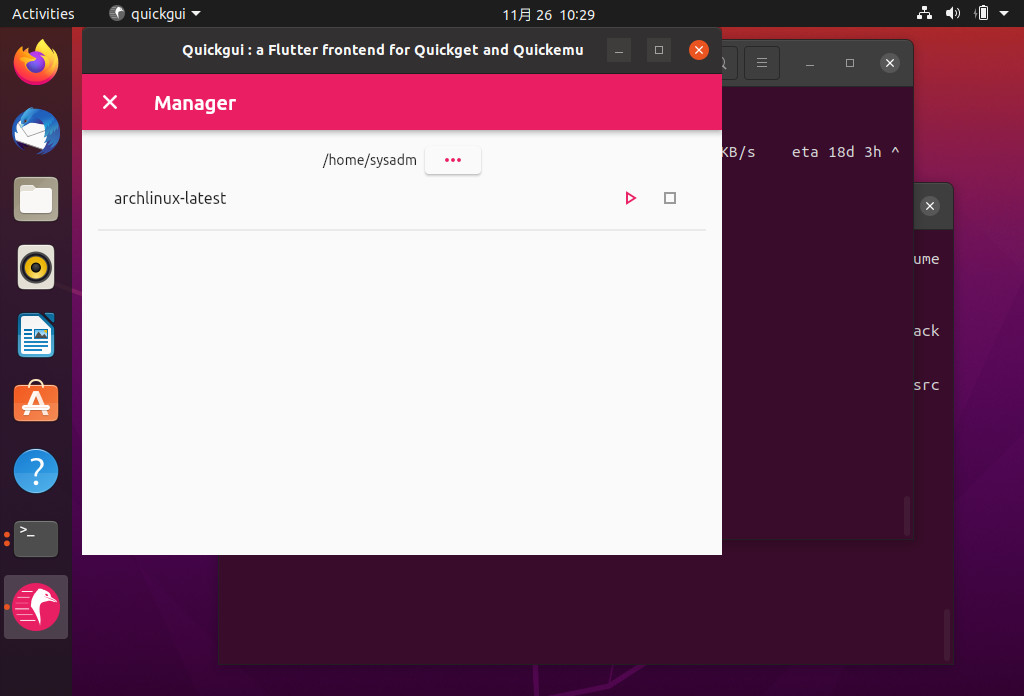 Activities
quickgui
11月 26 10:29
Quickgui : a Flutter frontend for Quickget and Quickemu
Manager
/home/sysadm
•••
archlinux-latest
KB/s eta 18d 3h ^
ume
ack
src
>_
?